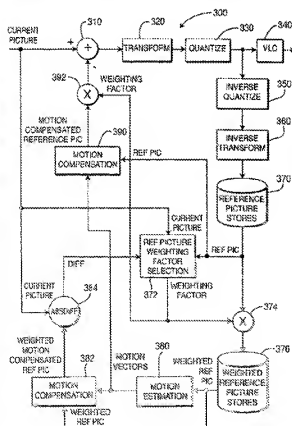 300
CURRENT
PICTURE
+
310
-
320
TRANSFORM
330
QUANTIZE
340
VLC
392
X
WEIGHTING
FACTOR
350
INVERSE
QUANTIZE
360
INVERSE
TRANSFORM
MOTION
COMPENSATED
REFERENCE PIC
390
MOTION
COMPENSATION
REF PIC
370
REFERENCE
PICTURE
STORES
CURRENT
PICTURE
REF PICTURE
WEIGHTING
FACTOR
SELECTION
REF PIC
DIFF
372
WEIGHTING
FACTOR
374
X
CURRENT
PICTURE
384
ABSDIFF
WEIGHTED
MOTION
COMPENSATED
REF PIC
MOTION
VECTORS
380
WEIGHTED
REF PIC
376
WEIGHTED
REFERENCE
PICTURE
STORES
382
MOTION
COMPENSATION
MOTION
ESTIMATION
WEIGHTED
REF PIC